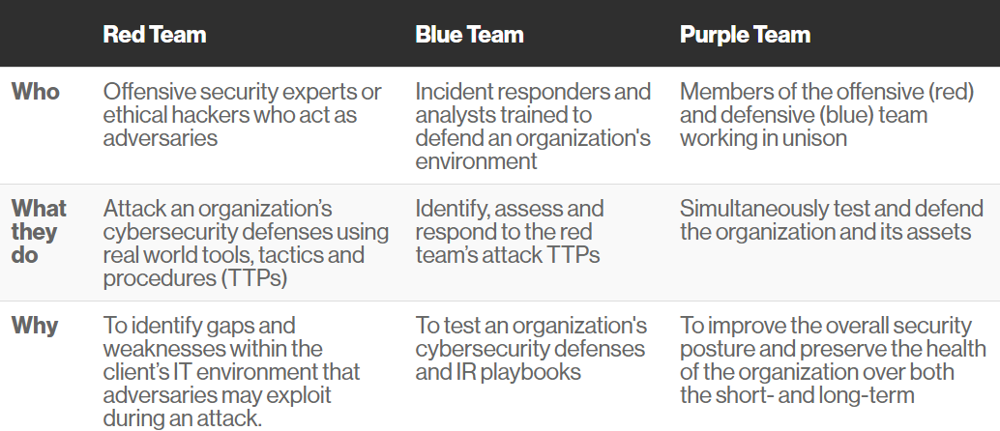 Red Team
Blue Team
Purple Team
Who
Offensive security experts or
ethical hackers who act as
adversaries
Incident responders and
analysts trained to
defend an organization's
environment
Members of the offensive (red)
and defensive (blue) team
working in unison
What
they
do
Attack an organization’s
cybersecurity defenses using
real world tools, tactics and
procedures (TTPs)
Identify, assess and
respond to the red
team’s attack TTPs
Simultaneously test and defend
the organization and its assets
Why
To identify gaps and
weaknesses within the
client’s IT environment that
adversaries may exploit
during an attack.
To test an organization's
cybersecurity defenses
and IR playbooks
To improve the overall security
posture and preserve the health
of the organization over both
the short- and long-term